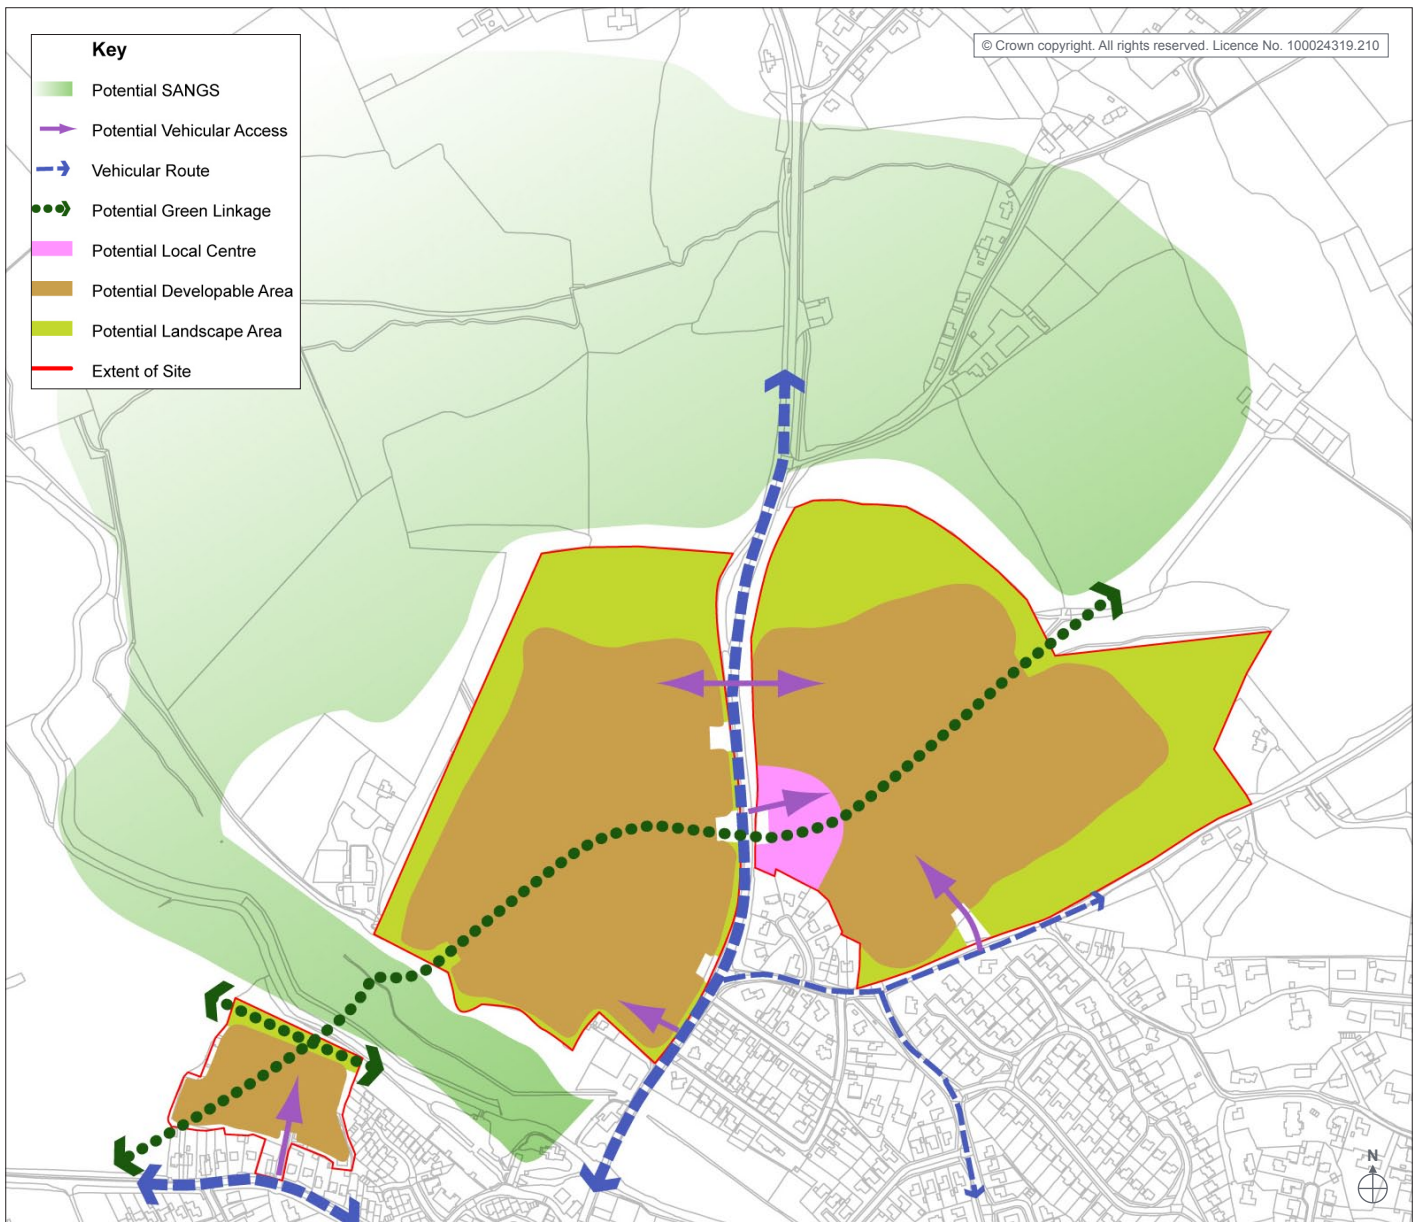 © Crown copyright. All rights reserved. Licence No. 100024319.210
Key
Potential SANGS
Potential Vehicular Access
Vehicular Route
Potential Green Linkage
Potential Local Centre
Potential Developable Area
Potential Landscape Area
Extent of Site
N